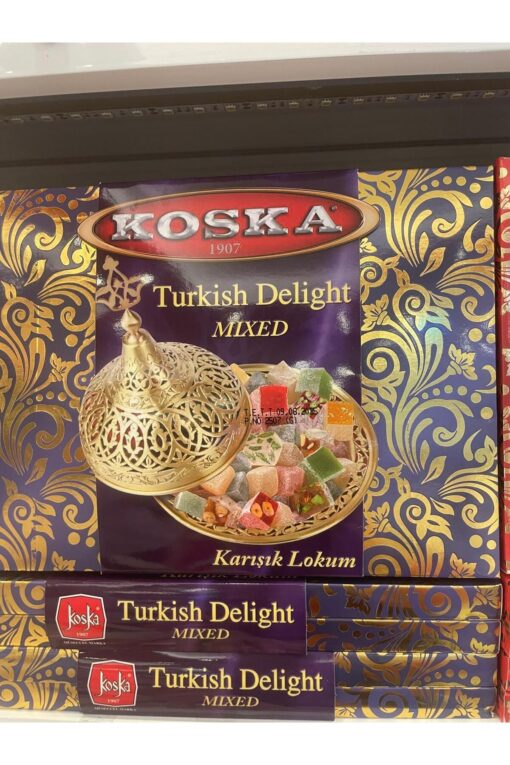 KOSKA
1907
Turkish Delight
MIXED
Karışık Lokum
koska
1907
Turkish Delight
MIXED
koska
1907
Turkish Delight
MIXED